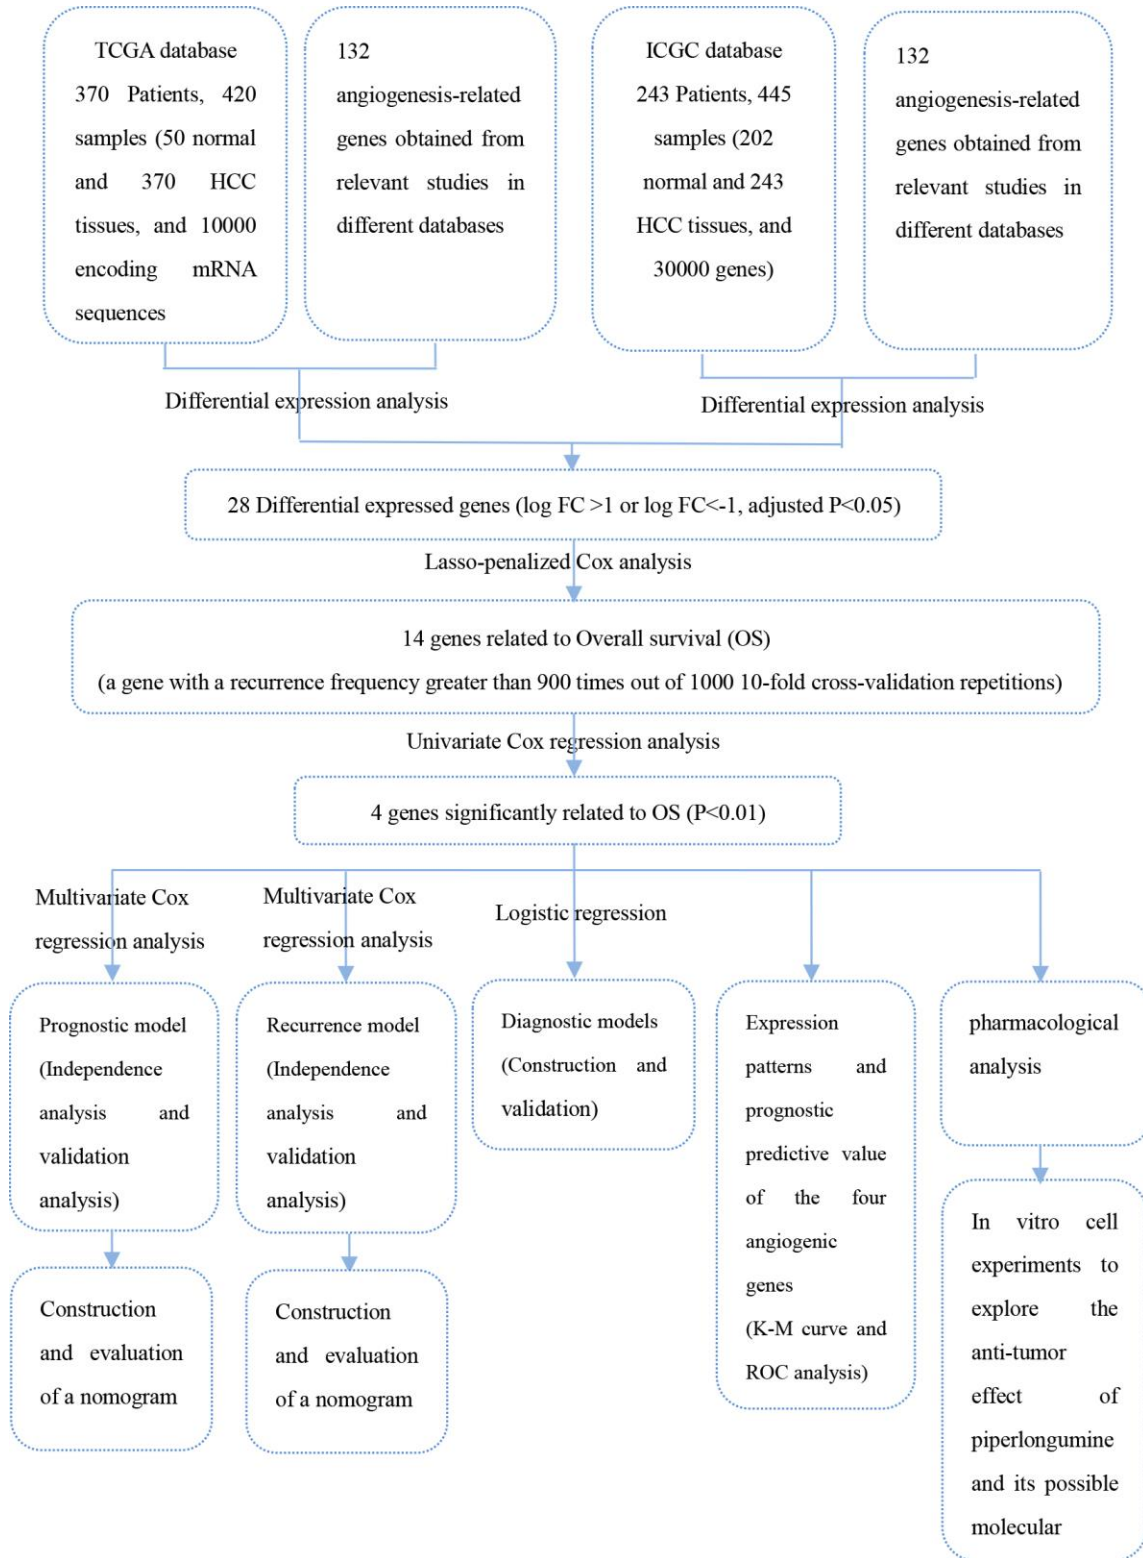 TCGA database
370 Patients, 420
samples (50 normal
and 370 HCC
tissues, and 10000
encoding mRNA
sequences
132
angiogenesis-related
genes obtained from
relevant studies in
different databases
ICGC database
243 Patients, 445
samples (202
normal and 243
HCC tissues, and
30000 genes)
132
angiogenesis-related
genes obtained from
relevant studies in
different databases
Differential expression analysis
Differential expression analysis
28 Differential expressed genes (log FC >1 or log FC<-1, adjusted P<0.05)
Lasso-penalized Cox analysis
14 genes related to Overall survival (OS)
(a gene with a recurrence frequency greater than 900 times out of 1000 10-fold cross-validation repetitions)
Univariate Cox regression analysis
4 genes significantly related to OS (P<0.01)
Multivariate Cox
regression analysis
Multivariate Cox
regression analysis
Logistic regression
Prognostic model
(Independence
analysis and
validation
analysis)
Recurrence model
(Independence
analysis and
validation
analysis)
Diagnostic models
(Construction and
validation)
Expression
patterns and
prognostic
predictive value
of the four
angiogenic
genes
(K-M curve and
ROC analysis)
pharmacological
analysis
Construction
and evaluation
of a nomogram
Construction
and evaluation
of a nomogram
In vitro cell
experiments to
explore the
anti-tumor
effect of
piperlongumine
and its possible
molecular